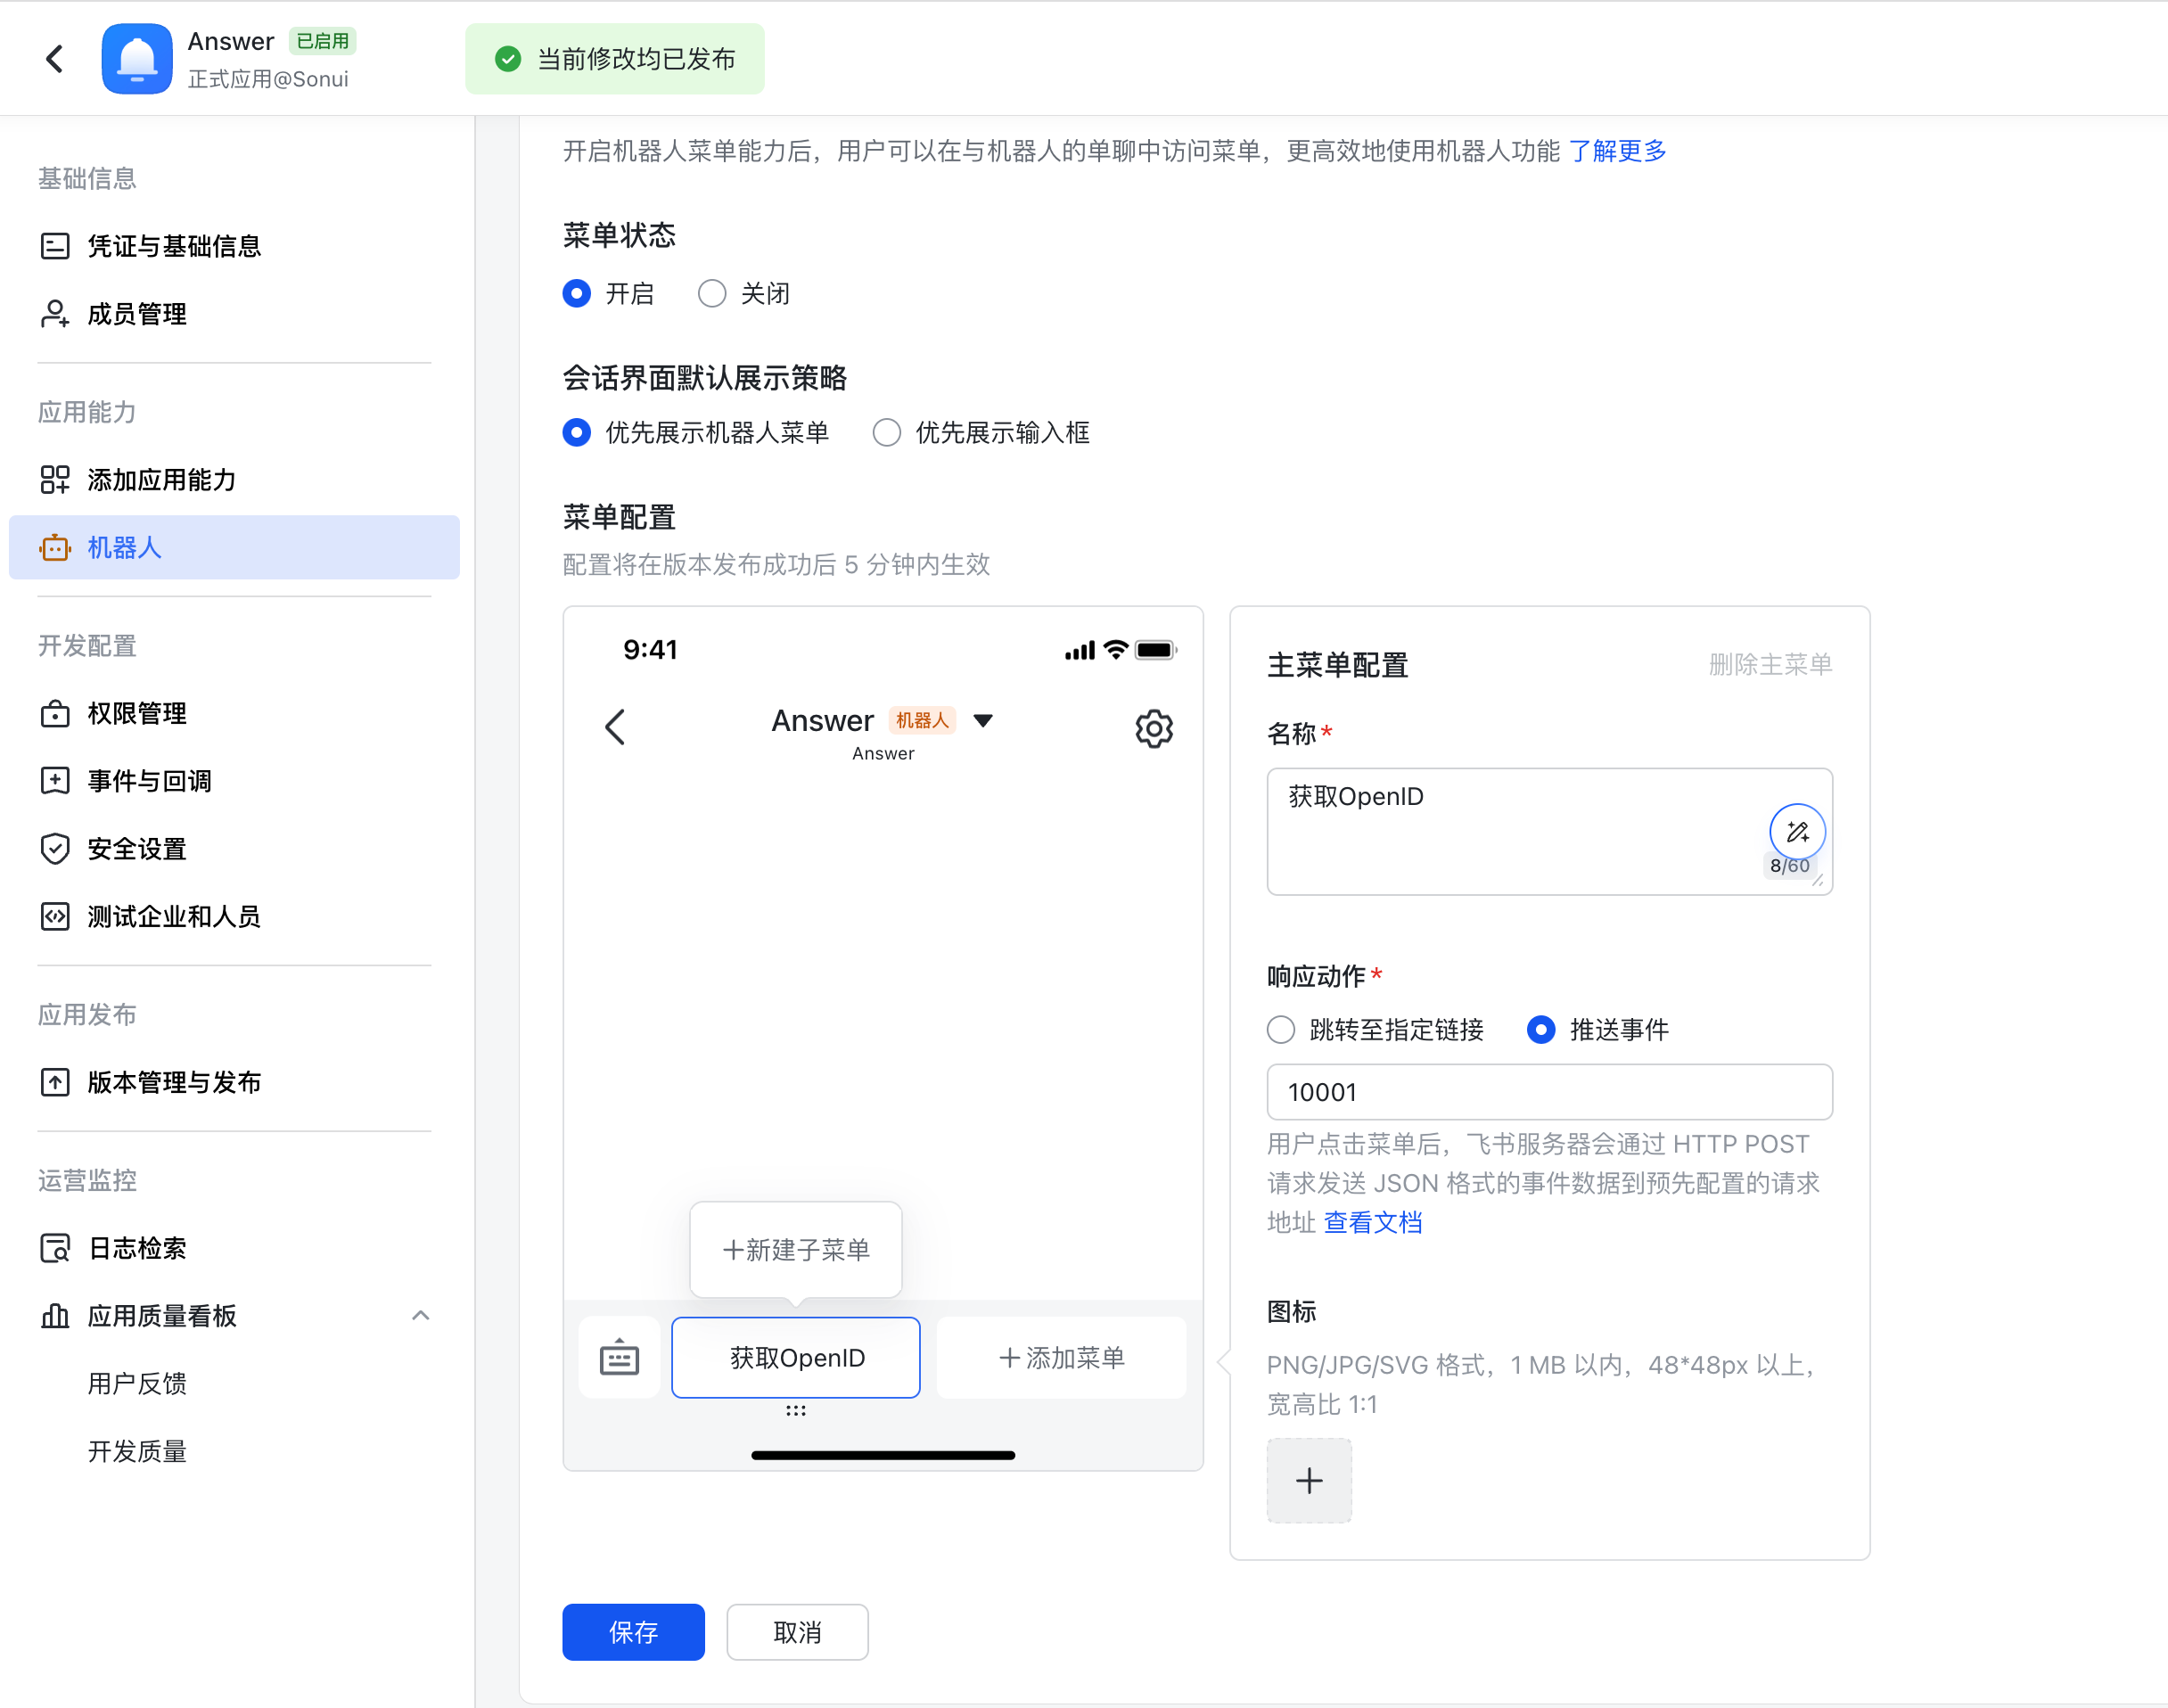 Answer 已启用
正式应用@Sonui
当前修改均已发布
基础信息
凭证与基础信息
成员管理
应用能力
添加应用能力
机器人
开发配置
权限管理
事件与回调
安全设置
测试企业和人员
应用发布
版本管理与发布
运营监控
日志检索
应用质量看板
用户反馈
开发质量
开启机器人菜单能力后，用户可以在与机器人的单聊中访问菜单，更高效地使用机器人功能 了解更多
菜单状态
开启 关闭
会话界面默认展示策略
优先展示机器人菜单 优先展示输入框
菜单配置
配置将在版本发布成功后 5 分钟内生效
9:41
Answer 机器人
Answer
+新建子菜单
获取OpenID
+添加菜单
主菜单配置 删除主菜单
名称*
获取OpenID
8/60
响应动作*
跳转至指定链接 推送事件
10001
用户点击菜单后，飞书服务器会通过 HTTP POST
请求发送 JSON 格式的事件数据到预先配置的请求
地址 查看文档
图标
PNG/JPG/SVG 格式，1 MB 以内，48*48px 以上，
宽高比 1:1
保存 取消